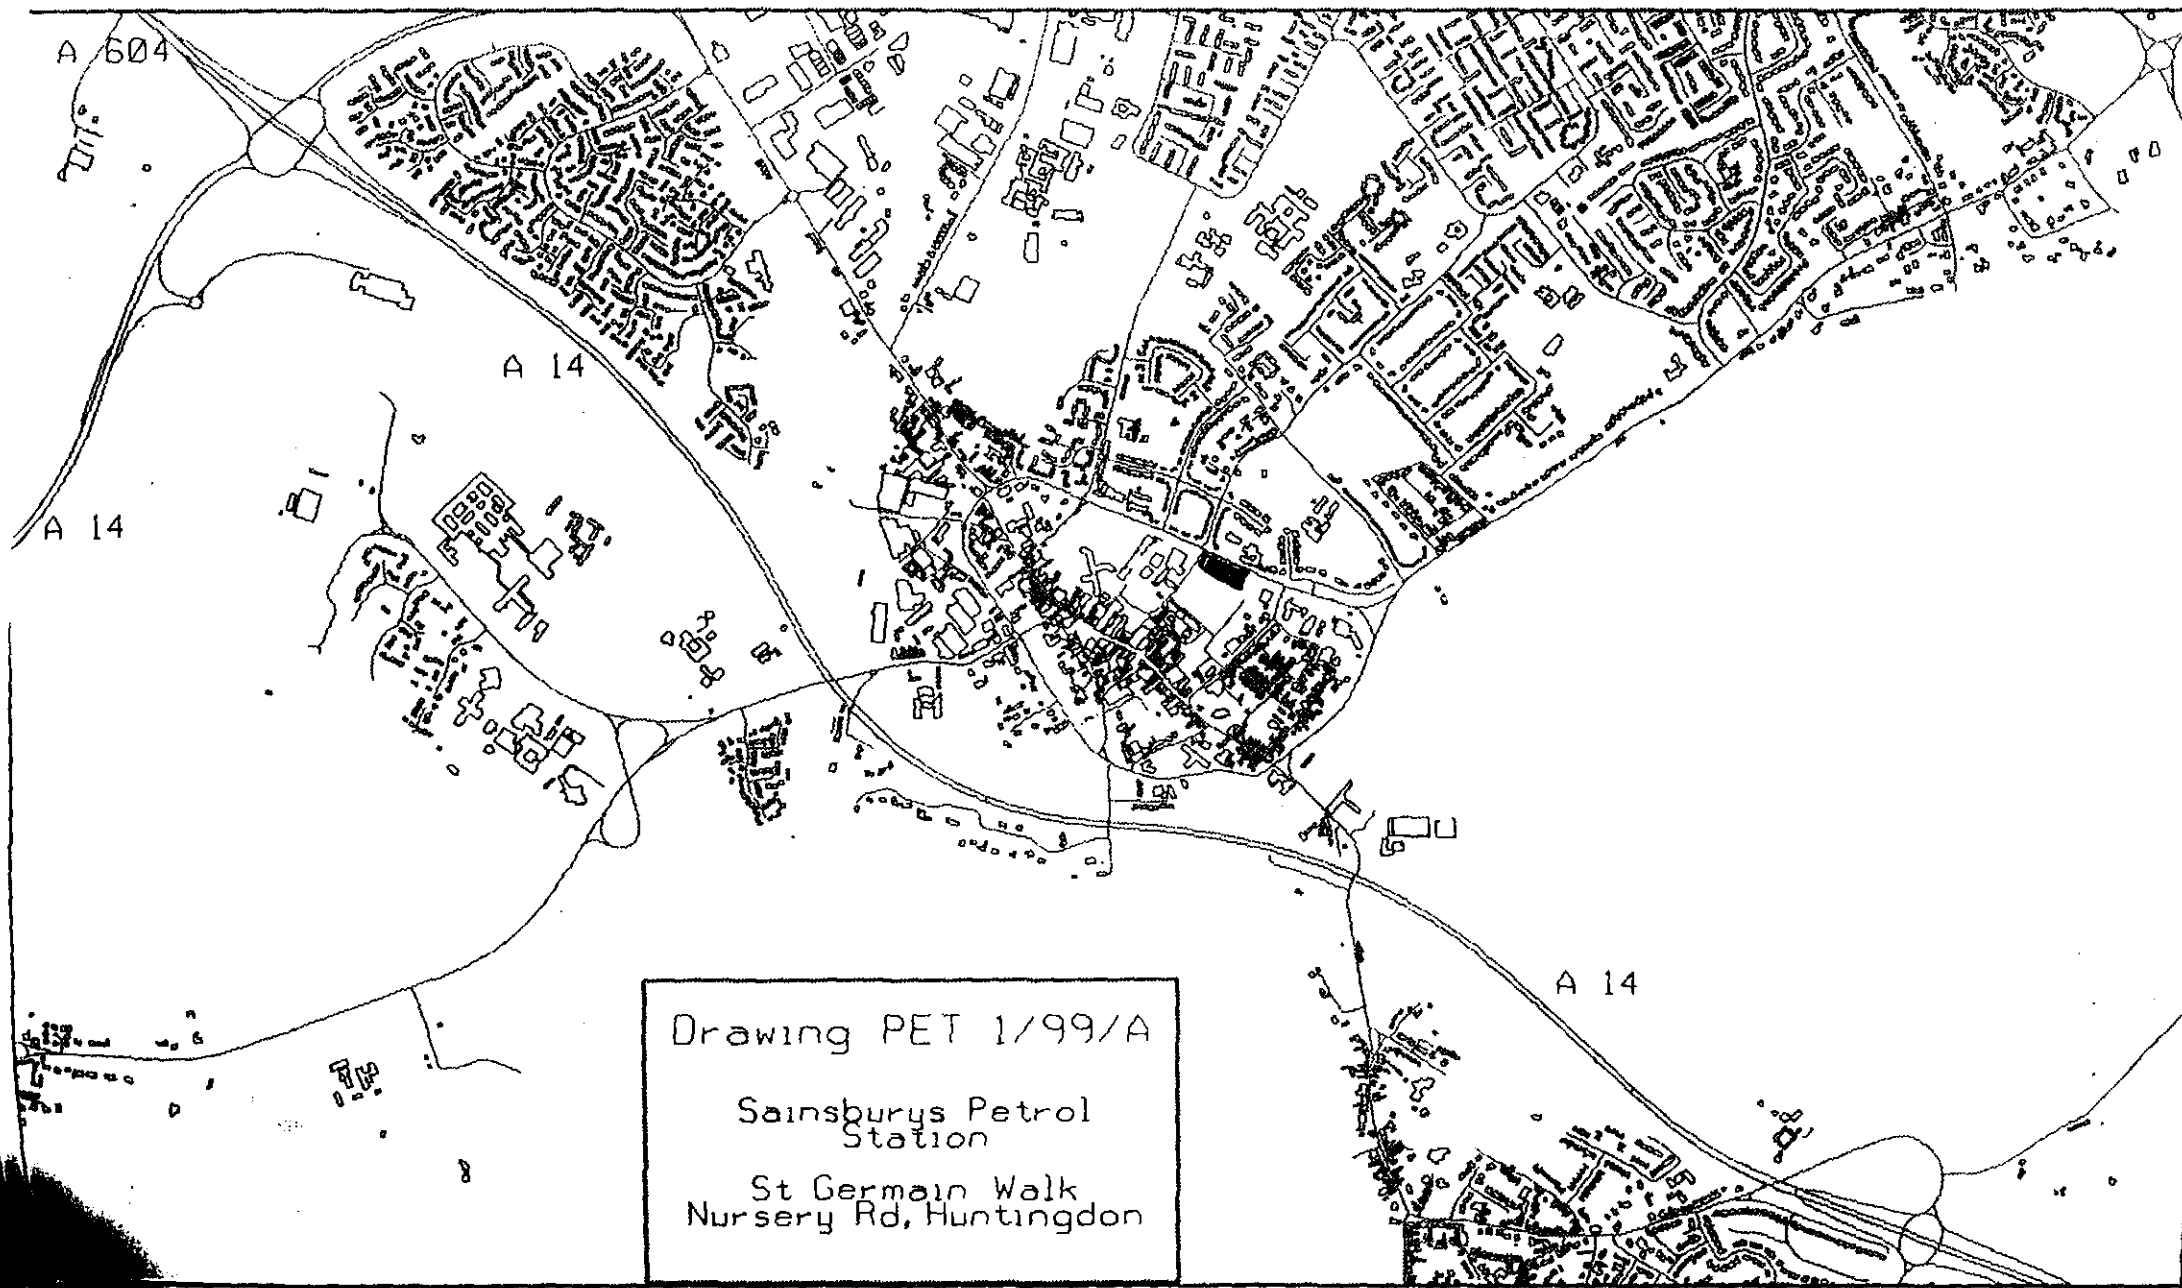 A 604
A 14
A 14
A 14
Drawing PET 1/99/A
Sainsburys Petrol
Station
St Germain Walk
Nursery Rd, Huntingdon